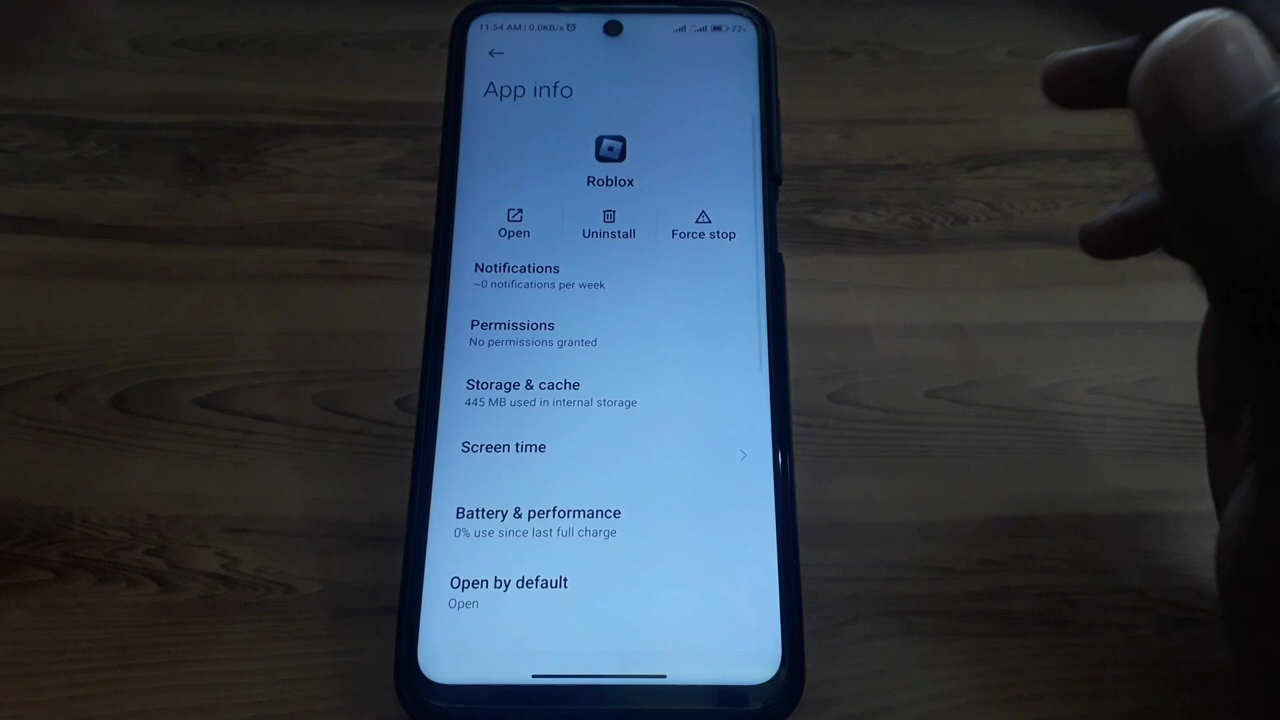 11.54 AM | 0.0KB/s
72
App info
Roblox
Open
Uninstall
Force stop
Notifications
~0 notifications per week
Permissions
No permissions granted
Storage & cache
445 MB used in internal storage
Screen time
Battery & performance
0% use since last full charge
Open by default
Open